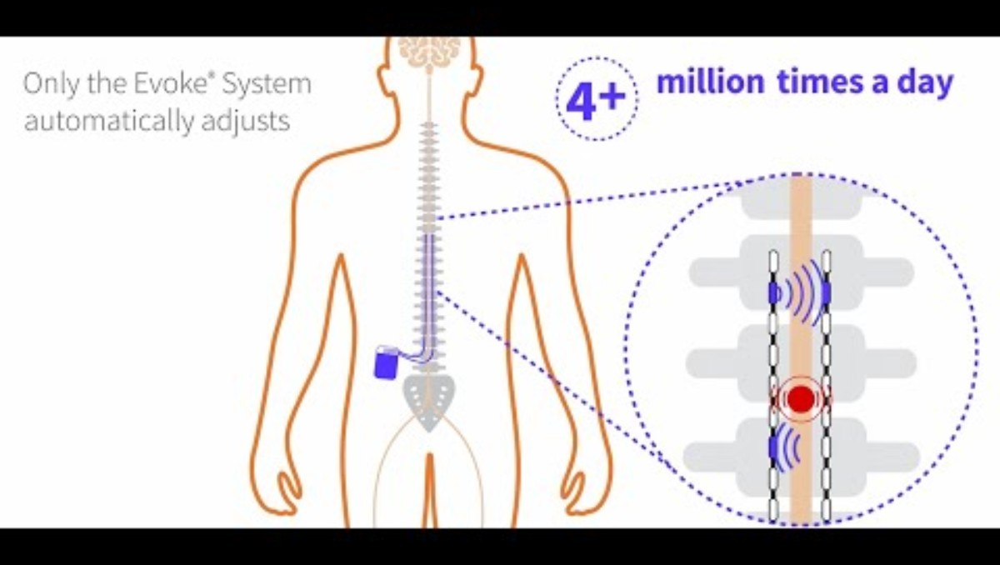 Only the Evoke® System
automatically adjusts
4+ million times a day